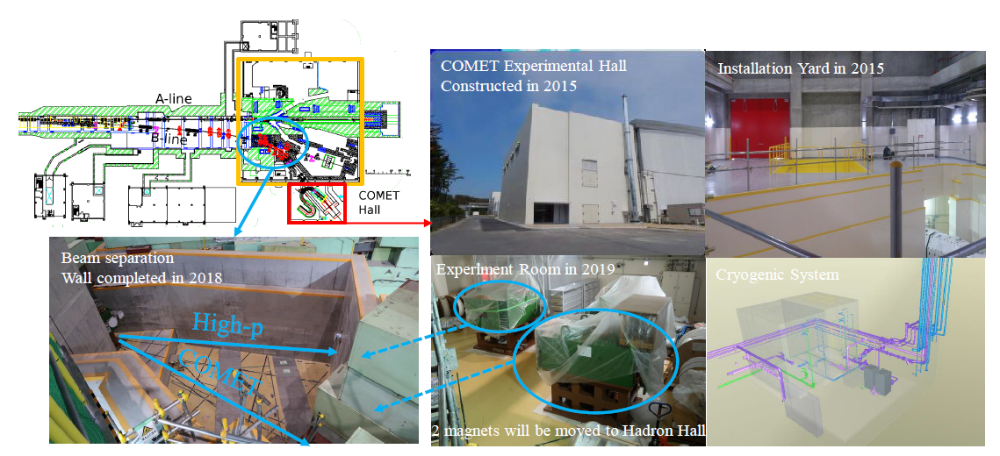 A-line
B-line
COMET
Hall
COMET Experimental Hall
Constructed in 2015
Installation Yard in 2015
Beam separation
Wall completed in 2018
High-p
COMET
Experiment Room in 2019
2 magnets will be moved to Hadron Hall
Cryogenic System